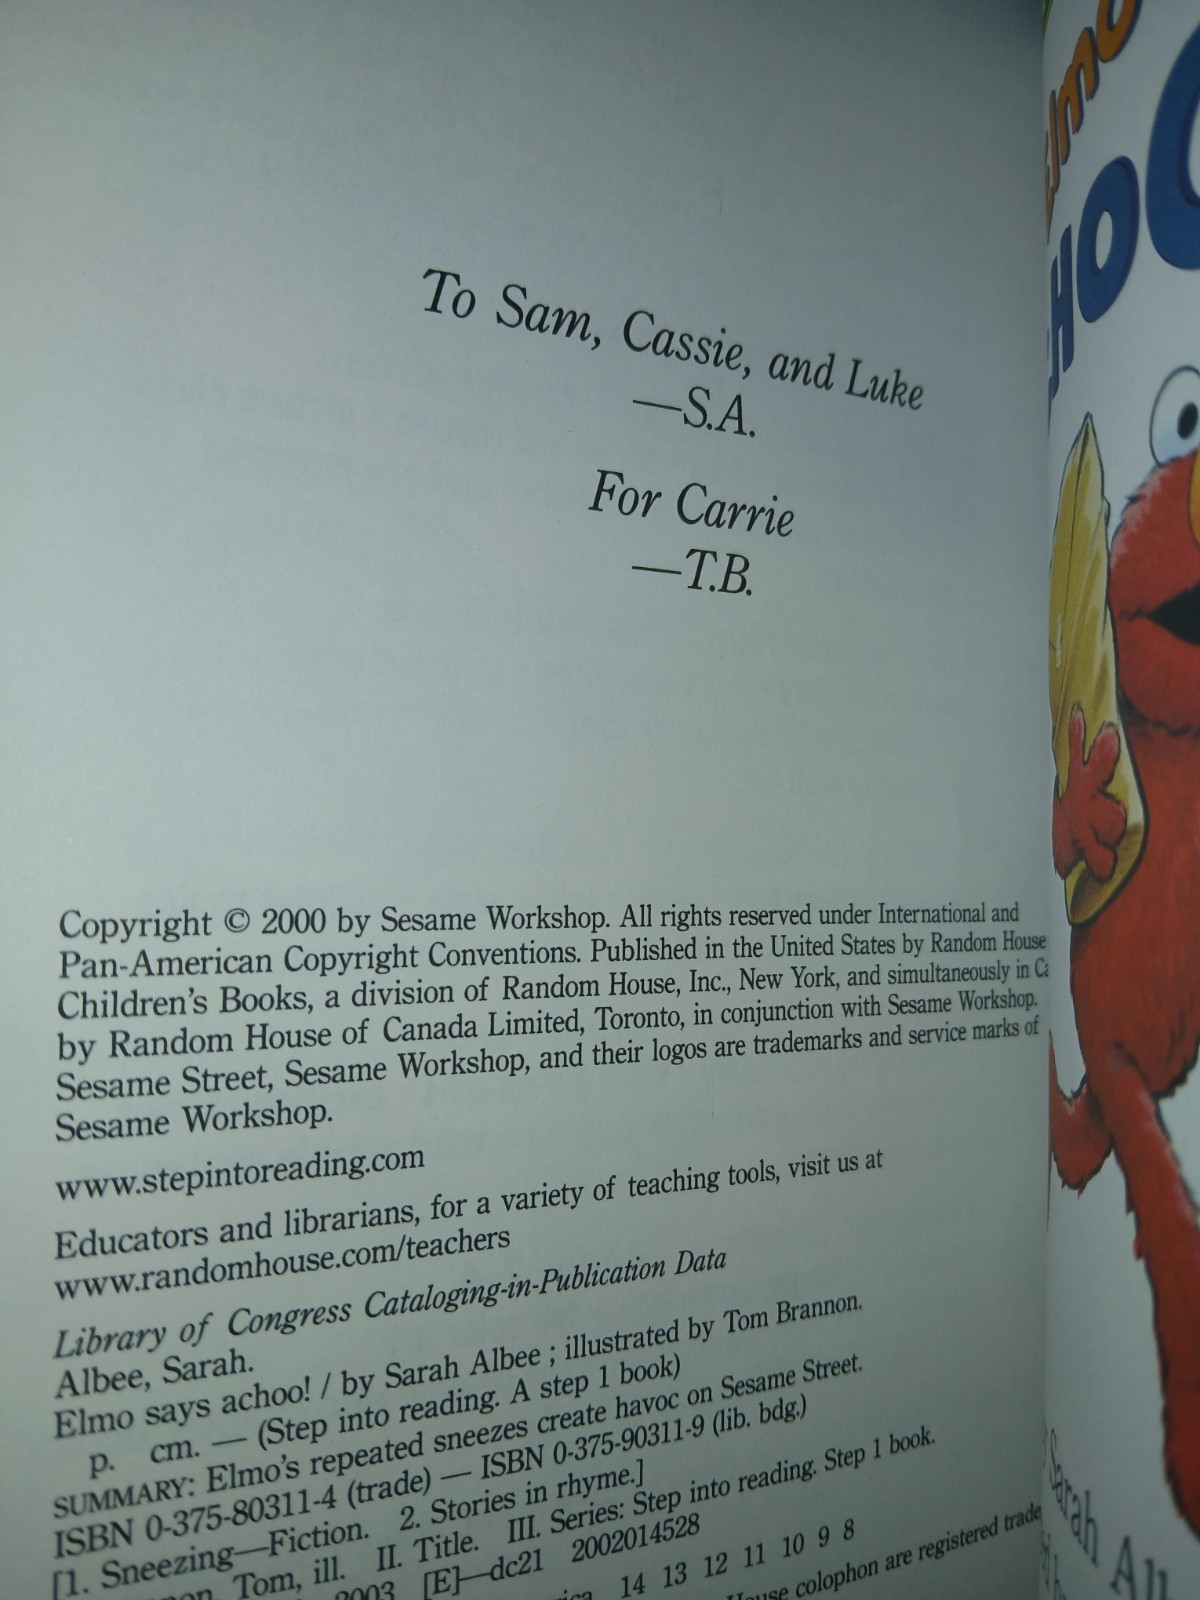 To Sam, Cassie, and Luke
—S.A.
For Carrie
—T.B.
Copyright © 2000 by Sesame Workshop. All rights reserved under International and
Pan-American Copyright Conventions. Published in the United States by Random House
Children's Books, a division of Random House, Inc., New York, and simultaneously in
by Random House of Canada Limited, Toronto, in conjunction with Sesame Workshop.
Sesame Street, Sesame Workshop, and their logos are trademarks and service marks of
Sesame Workshop.
www.stepintoreading.com
Educators and librarians, for a variety of teaching tools, visit us at
www.randomhouse.com/teachers
Library of Congress Cataloging-in-Publication Data
Albee, Sarah.
Elmo says achoo! / by Sarah Albee ; illustrated by Tom Brannon.
p. cm. — (Step into reading. A step 1 book)
SUMMARY: Elmo's repeated sneezes create havoc on Sesame Street.
ISBN 0-375-80311-4 (trade) — ISBN 0-375-90311-9 (lib. bdg.)
[1. Sneezing—Fiction. 2. Stories in rhyme.]
Tom, ill. II. Title. III. Series: Step into reading. Step 1 book.
2003 [E]—dc21 2002014528
14 13 12 11 10 9 8
House colophon are registered
Elmo
Sarah